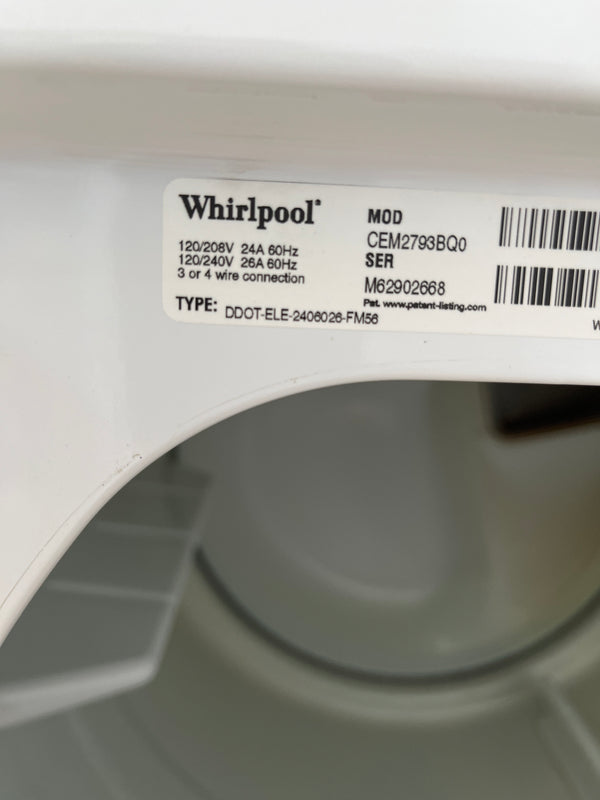 Whirlpool®
120/208V 24A 60Hz
120/240V 26A 60Hz
3 or 4 wire connection
TYPE: DDOT-ELE-2406026-FM56
MOD
CEM2793BQ0
SER
M62902668
Pat. www.patent-listing.com
W